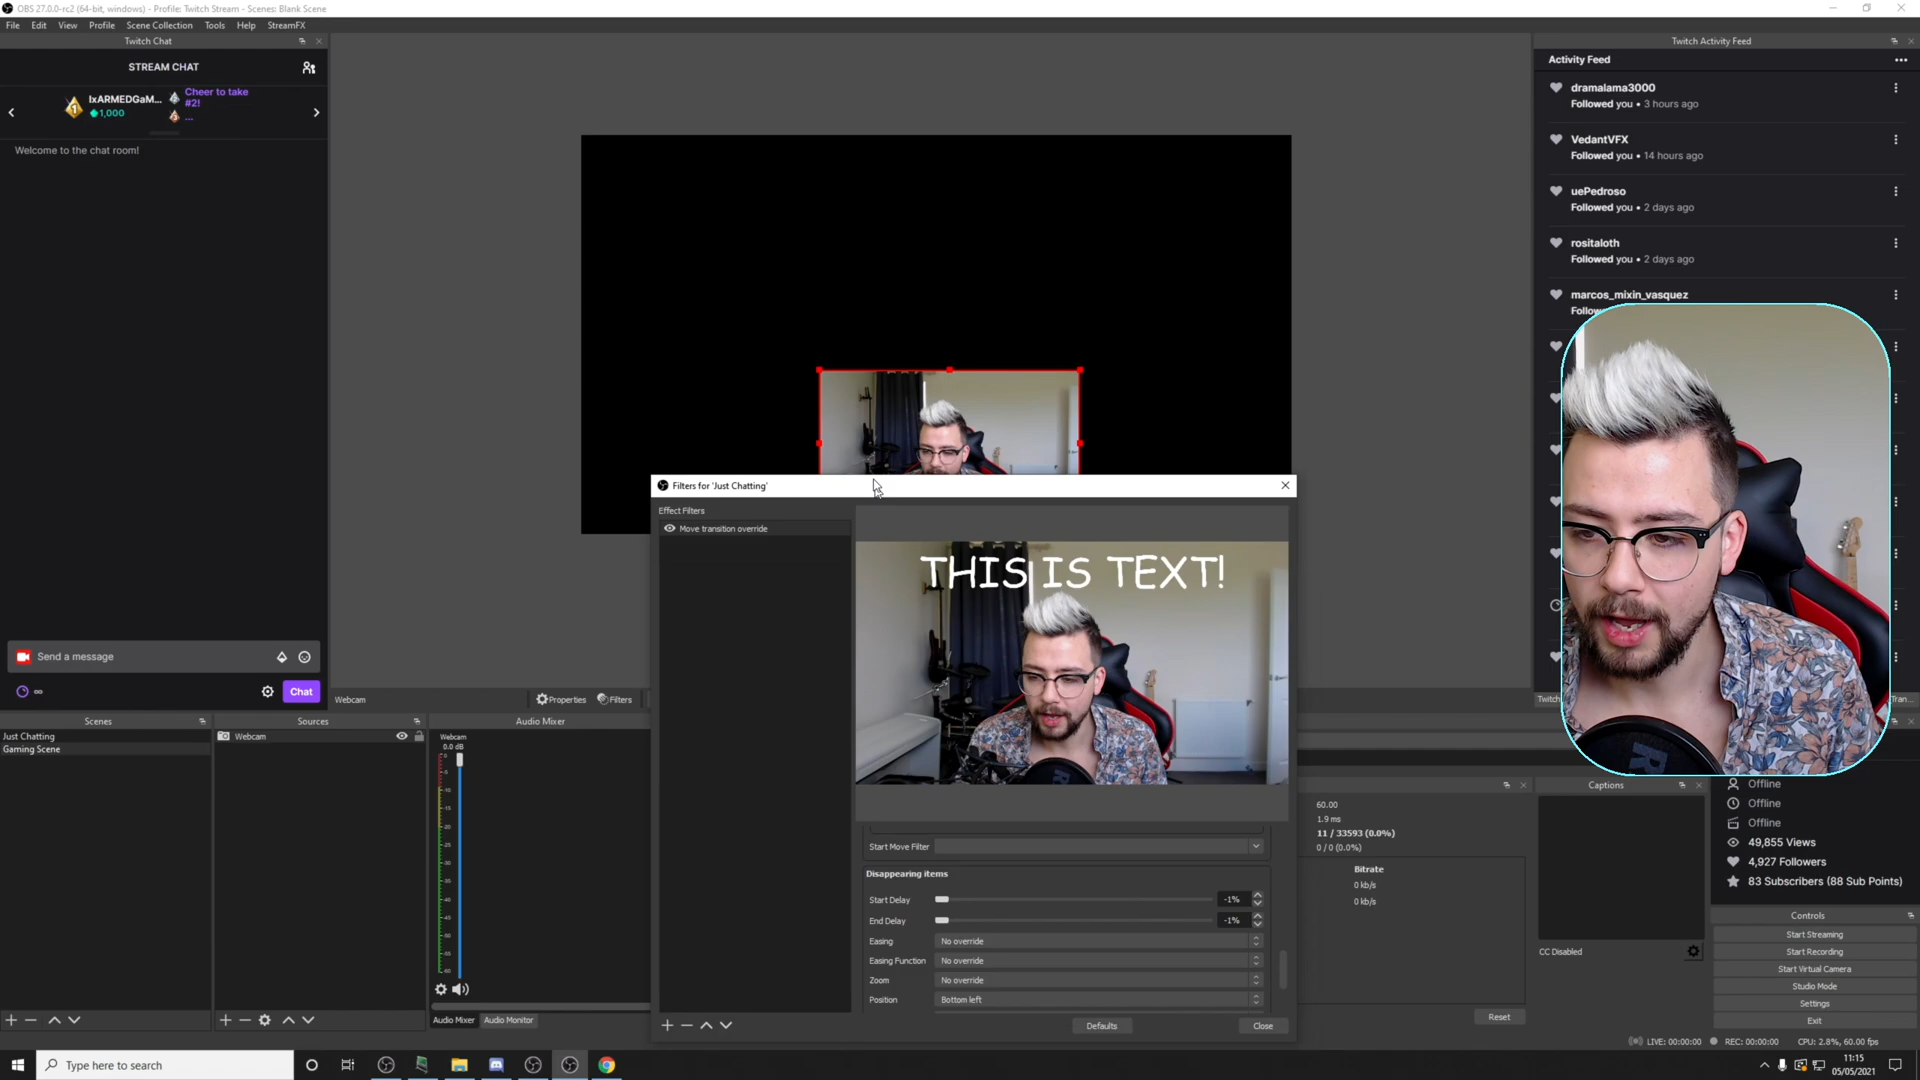 OBS 27.0.0-rc2 (64-bit, windows) - Profile: Twitch Stream - Scenes: Blank Scene
File Edit View Profile Scene Collection Tools Help StreamFX
Twitch Chat
STREAM CHAT
1
IxARMEDGaM...
1,000
Cheer to take
#2!
...
Welcome to the chat room!
Send a message
Chat
Twitch Activity Feed
Activity Feed
dramalama3000
Followed you • 3 hours ago
VedantVFX
Followed you • 14 hours ago
uePedroso
Followed you • 2 days ago
rositaloth
Followed you • 2 days ago
marcos_mixin_vasquez
Filters for 'Just Chatting'
Effect Filters
Move transition override
THIS IS TEXT!
Start Move Filter
Disappearing items
Start Delay -1%
End Delay -1%
Easing No override
Easing Function No override
Zoom No override
Position Bottom left
Defaults
Close
Webcam
Properties
Filters
Scenes
Just Chatting
Gaming Scene
Sources
Webcam
Audio Mixer
Webcam
0.0 dB
Audio Mixer
Audio Monitor
60.00
1.9 ms
11 / 33593 (0.0%)
0 / 0 (0.0%)
Bitrate
0 kb/s
0 kb/s
Reset
Captions
CC Disabled
Offline
Offline
Offline
49,855 Views
4,927 Followers
83 Subscribers (88 Sub Points)
Controls
Start Streaming
Start Recording
Start Virtual Camera
Studio Mode
Settings
Exit
LIVE: 00:00:00
REC: 00:00:00
CPU: 2.8%, 60.00 fps
Type here to search
11:15
05/05/2021